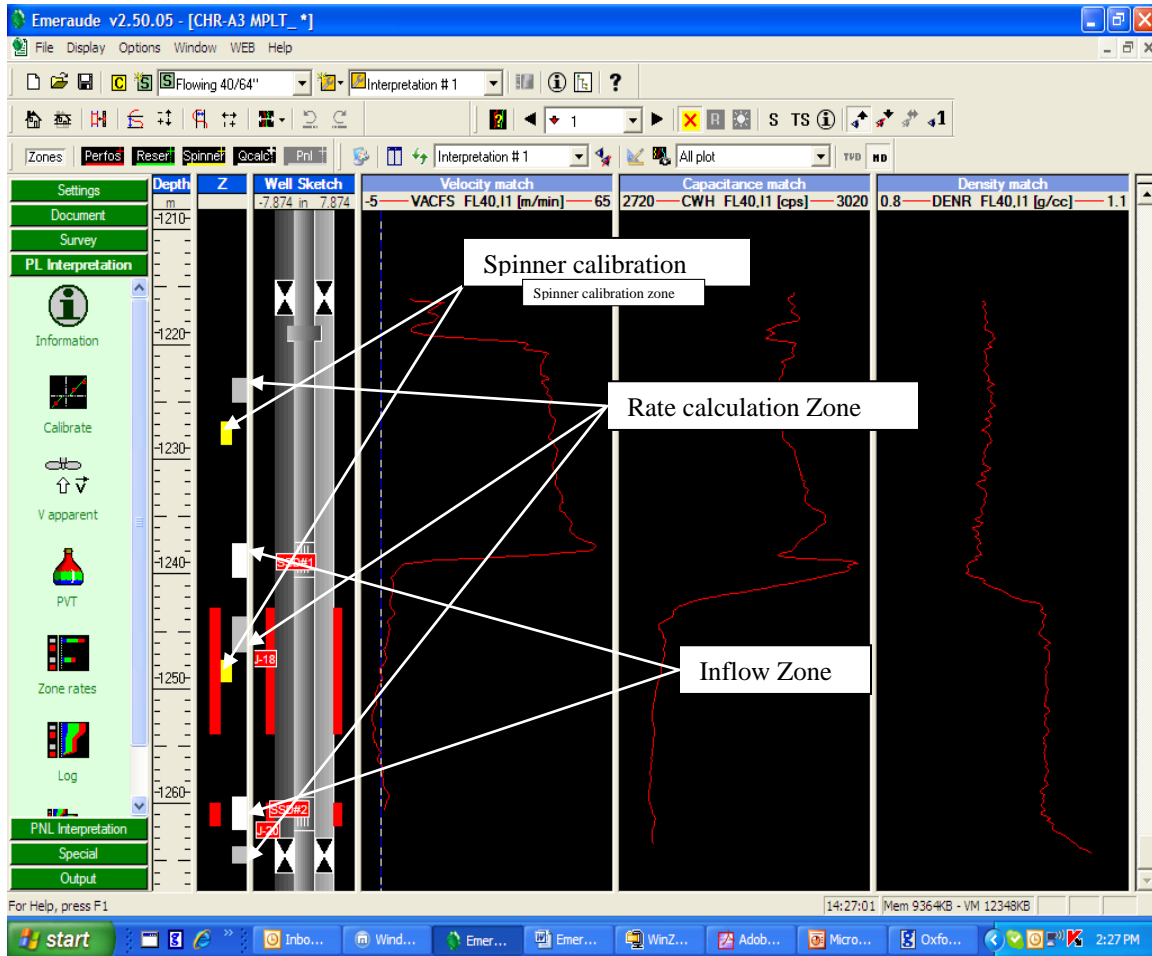 Emeraude v2.50.05 - [CHR-A3 MPLT_ *]
File Display Options Window WEB Help
C S S Flowing 40/64" Interpretation # 1 ?
1 X R S TS 1
Zones Perfos Reset Spinner Qcalc Pnl Interpretation # 1 All plot TVD MD
Settings
Document
Survey
PL Interpretation
Information
Calibrate
V apparent
PVT
Zone rates
Log
PNL Interpretation
Special
Output
Depth Z Well Sketch Velocity match Capacitance match Density match
m -7.874 in 7.874 -5 VACFS FL40,I1 [m/min] 65 2720 CWH FL40,I1 [cps] 3020 0.8 DENR FL40,I1 [g/cc] 1.1
-1210-
-1220-
-1230-
-1240-
-1250-
-1260-
Spinner calibration
Spinner calibration zone
Rate calculation Zone
SSD#1
J-18
Inflow Zone
SSD#2
J-20
For Help, press F1 14:27:01 Mem 9364KB - VM 12348KB
start Inbo... Wind... Emer... Emer... WinZ... Adob... Micro... Oxfo... 2:27 PM